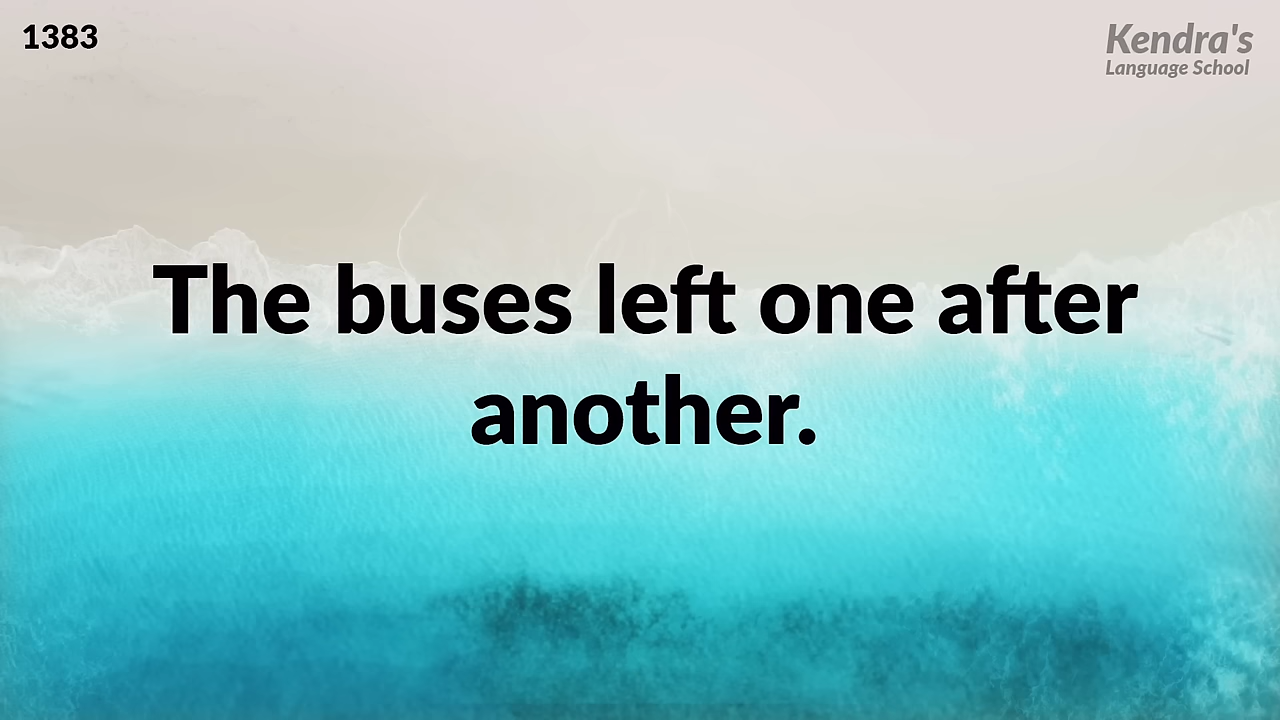 1383
Kendra's
Language School
The buses left one after
another.